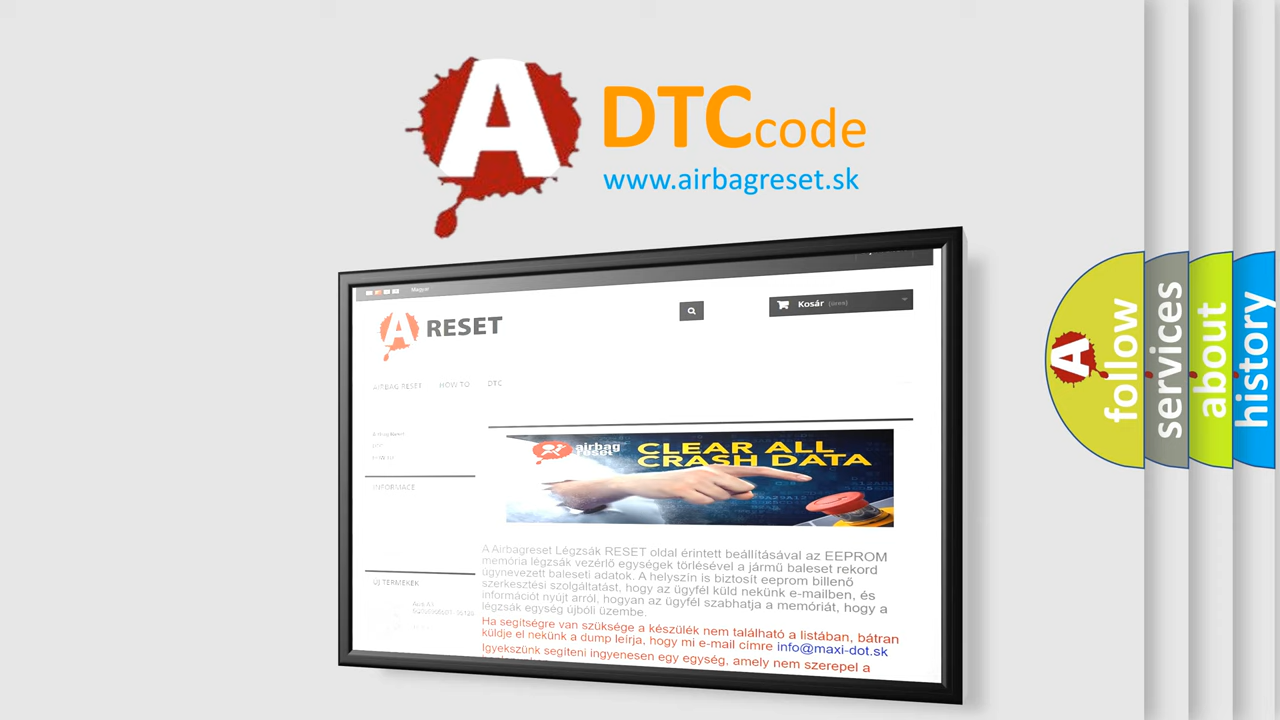 A
DTCcode
www.airbagreset.sk
Magyar
A RESET
Kosár (üres)
AIRBAG RESET HOW TO DTC
INFORMACE
ÚJ TERMÉKEK
airbag
reset
CLEAR ALL
CRASH DATA
A Airbagreset Légzsák RESET oldal érintett beállításával az EEPROM
memória légzsák vezérlő egységek törlésével a jármű baleset rekord
úgynevezett baleseti adatok. A helyszín is biztosít eeprom billenő
szerkesztési szolgáltatást, hogy az ügyfél küld nekünk e-mailben, és
információt nyújt arról, hogyan az ügyfél szabhatja a memóriát, hogy a
légzsák egység újbóli üzembe.
Ha segítségre van szüksége a készülék nem található a listában, bátran
küldje el nekünk a dump leírja, hogy mi e-mail címre info@maxi-dot.sk
Igyekszünk segíteni ingyenesen egy egység, amely nem szerepel a
A
follow
services
about
history